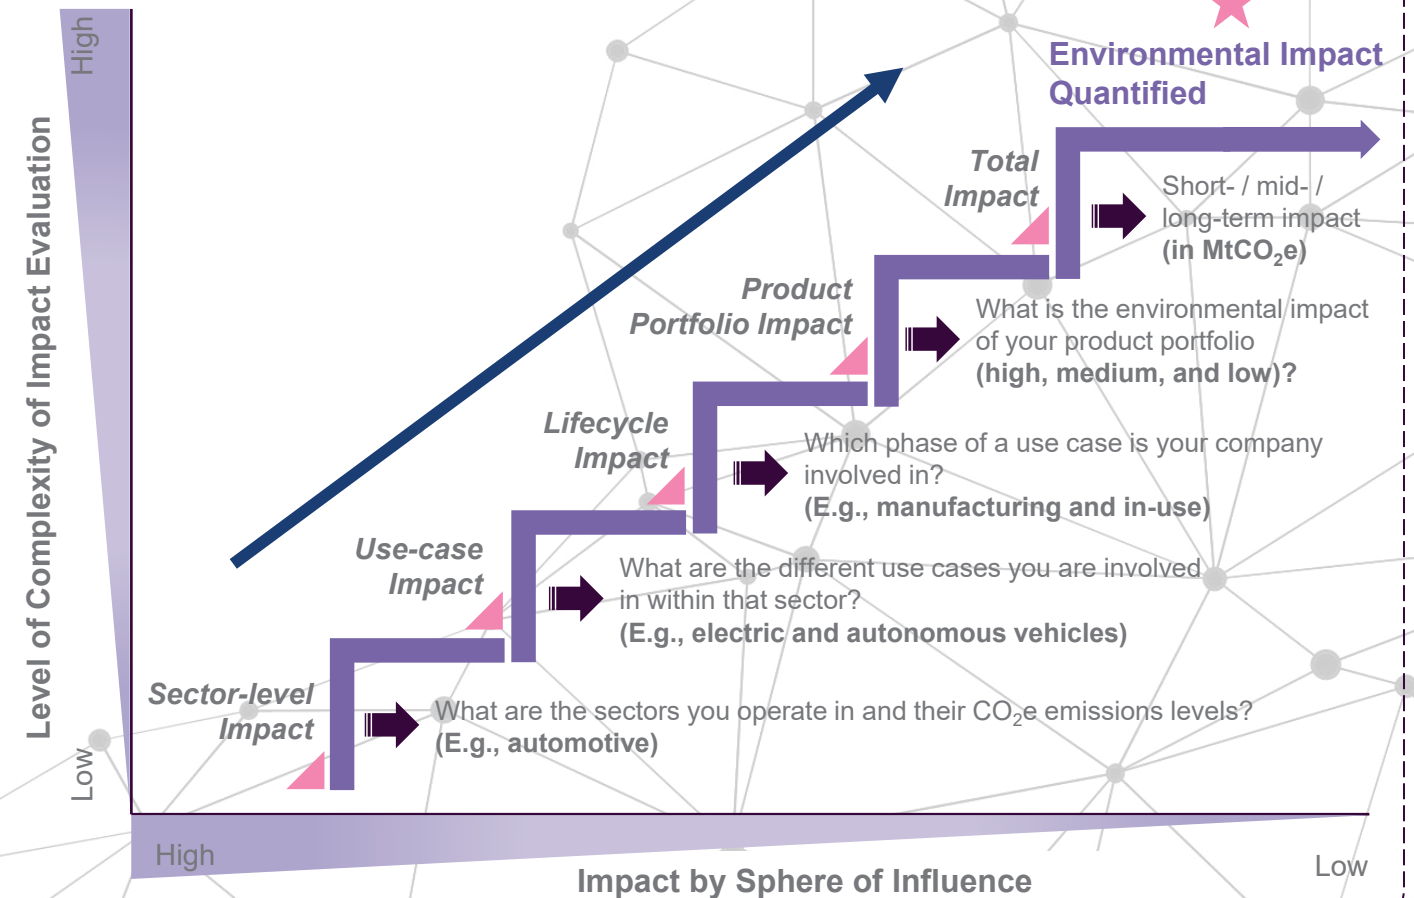 High
Level of Complexity of Impact Evaluation
Low
Environmental Impact
Quantified
Total
Impact
Short- / mid- /
long-term impact
(in MtCO₂e)
Product
Portfolio Impact
What is the environmental impact
of your product portfolio
(high, medium, and low)?
Lifecycle
Impact
Which phase of a use case is your company
involved in?
(E.g., manufacturing and in-use)
Use-case
Impact
What are the different use cases you are involved
in within that sector?
(E.g., electric and autonomous vehicles)
Sector-level
Impact
What are the sectors you operate in and their CO₂e emissions levels?
(E.g., automotive)
High
Impact by Sphere of Influence
Low